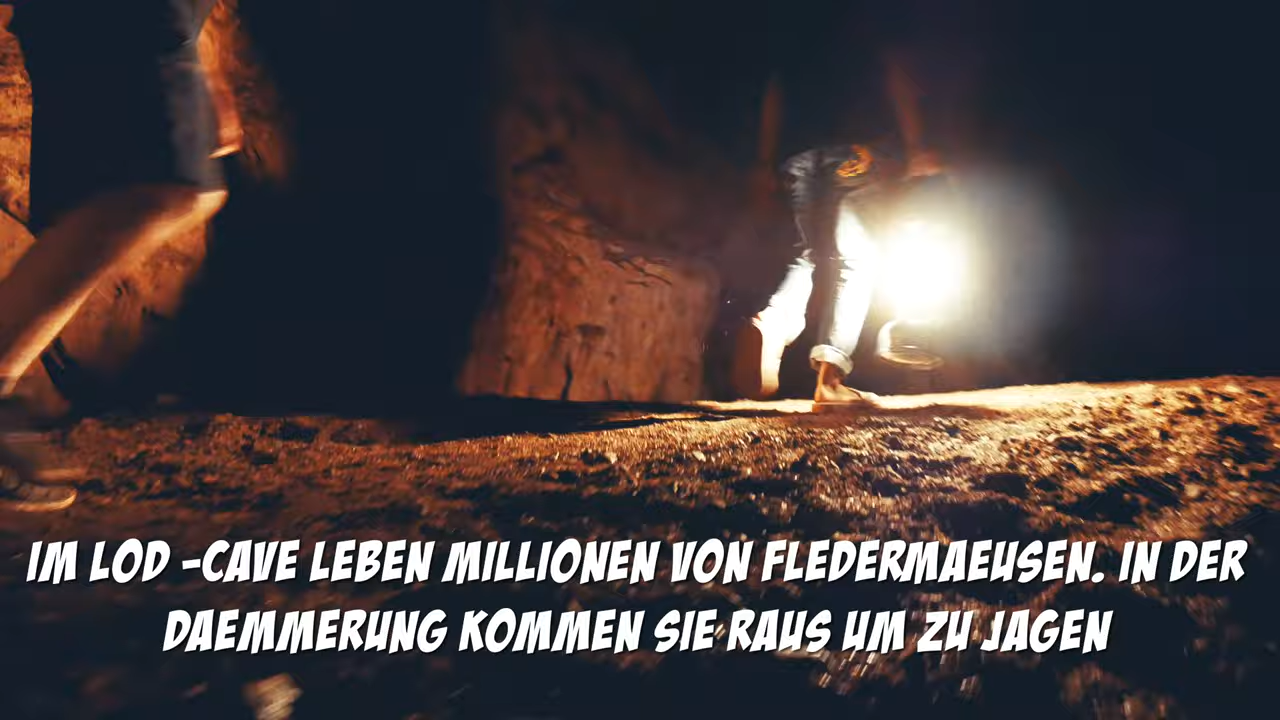 IM LOD -CAVE LEBEN MILLIONEN VON FLEDERMAEUSEN. IN DER
DAEMMERUNG KOMMEN SIE RAUS UM ZU JAGEN